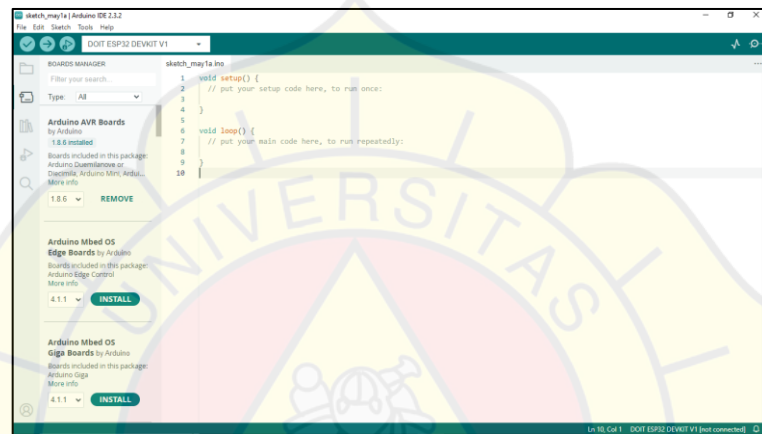 sketch_may1a | Arduino IDE 2.3.2
File Edit Sketch Tools Help
DOIT ESP32 DEVKIT V1
BOARDS MANAGER
Filter your search...
Type: All
Arduino AVR Boards
by Arduino
1.8.6 installed
Boards included in this package:
Arduino Duemilanove or
Diecimila, Arduino Mini, Ardui...
More info
1.8.6 REMOVE
Arduino Mbed OS
Edge Boards by Arduino
Boards included in this package:
Arduino Edge Control
More info
4.1.1 INSTALL
Arduino Mbed OS
Giga Boards by Arduino
Boards included in this package:
Arduino Giga
More info
4.1.1 INSTALL
sketch_may1a.ino
1 void setup() {
2 // put your setup code here, to run once:
3
4 }
5
6 void loop() {
7 // put your main code here, to run repeatedly:
8
9 }
10
UNIVERSITAS
Ln 10, Col 1 DOIT ESP32 DEVKIT V1 [not connected]